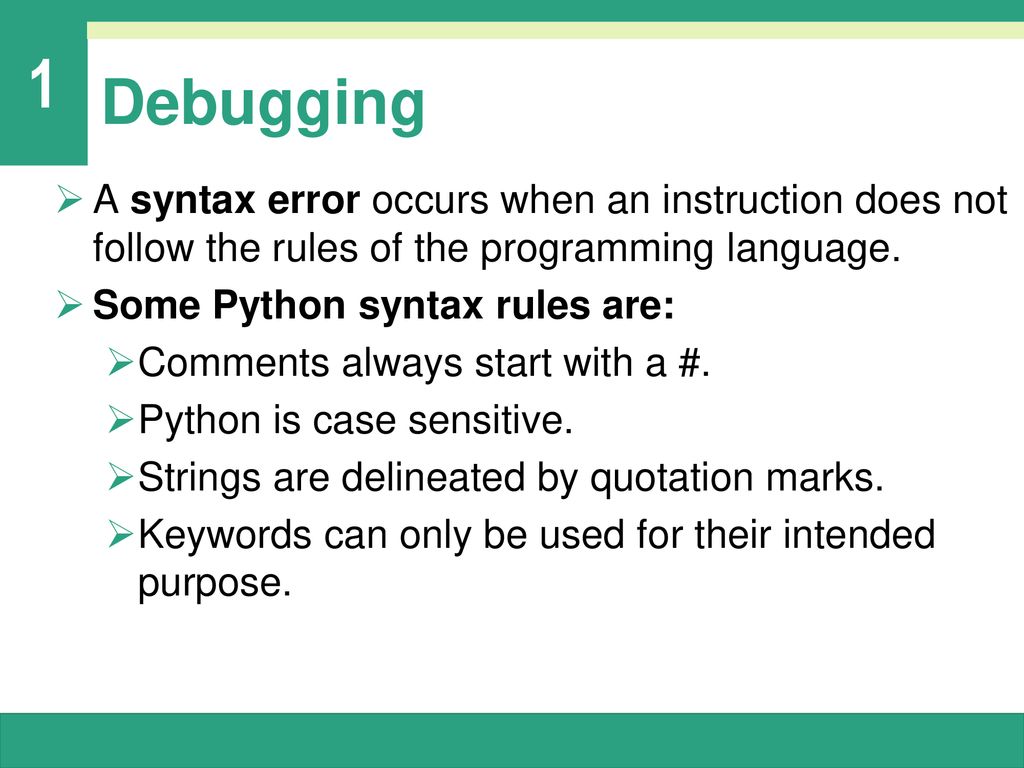 1
Debugging
➢ A syntax error occurs when an instruction does not
follow the rules of the programming language.
➢ Some Python syntax rules are:
➢Comments always start with a #.
➢Python is case sensitive.
➢Strings are delineated by quotation marks.
➢Keywords can only be used for their intended
purpose.